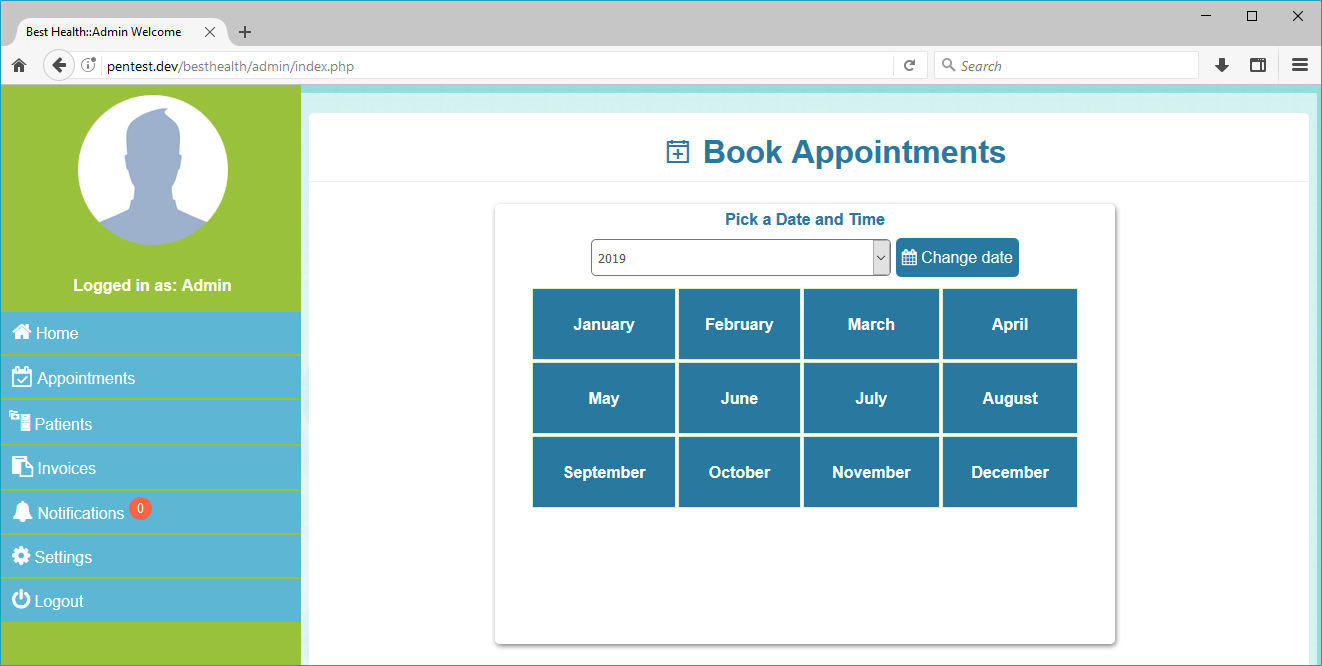 Best Health::Admin Welcome
pentest.dev/besthealth/admin/index.php
Search
Logged in as: Admin
Home
Appointments
Patients
Invoices
Notifications 0
Settings
Logout
Book Appointments
Pick a Date and Time
2019 Change date
January February March April
May June July August
September October November December